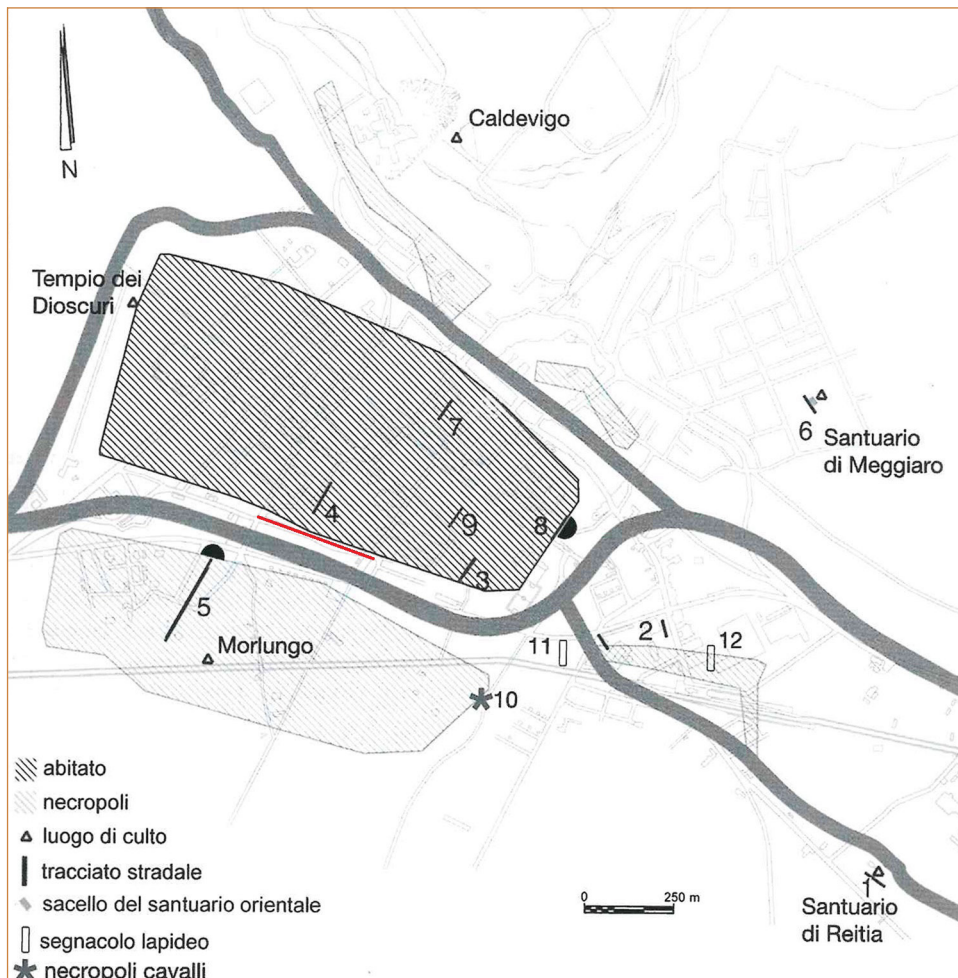 N
Caldevigo
Tempio dei
Dioscuri
7
6
Santuario
di Meggiaro
4
9
8
3
5
2
11
12
Morlungo
10
abitato
necropoli
luogo di culto
tracciato stradale
sacello del santuario orientale
segnacolo lapideo
necropoli cavalli
0 250 m
1
Santuario
di Reitia